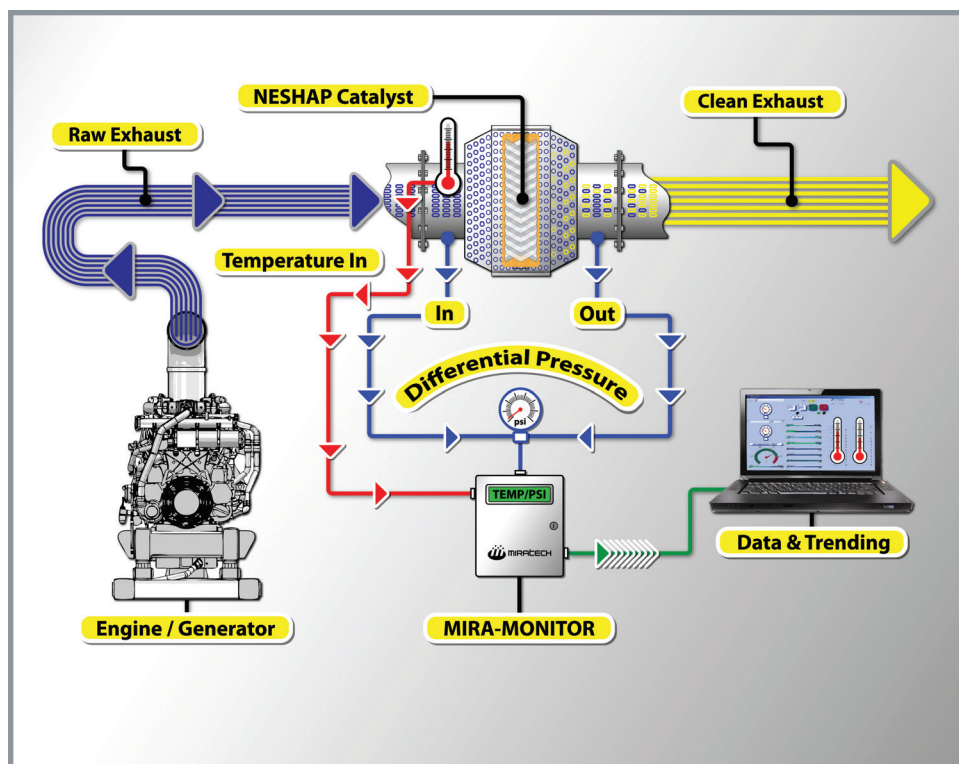 NESHAP Catalyst
Clean Exhaust
Raw Exhaust
Temperature In
In
Out
Differential Pressure
psi
TEMP/PSI
MIRATECH
Data & Trending
Engine / Generator
MIRA-MONITOR